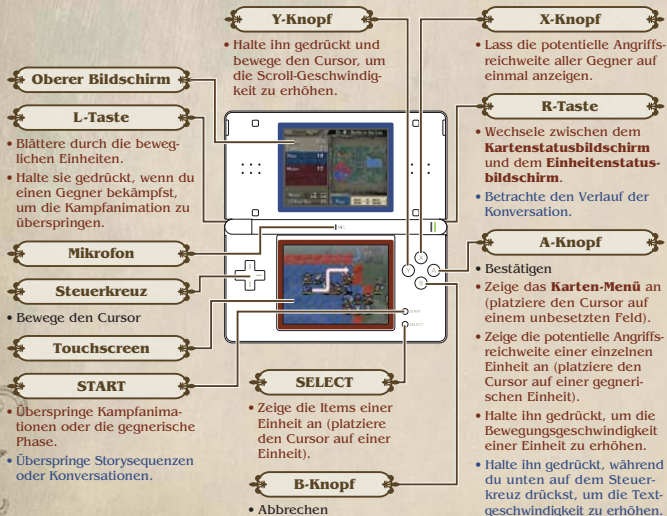 Y-Knopf
• Halte ihn gedrückt und
bewege den Cursor, um
die Scroll-Geschwindig-
keit zu erhöhen.
X-Knopf
• Lass die potentielle Angriffs-
reichweite aller Gegner auf
einmal anzeigen.
Oberer Bildschirm
L-Taste
• Blättere durch die beweg-
lichen Einheiten.
• Halte sie gedrückt, wenn du
einen Gegner bekämpfst,
um die Kampfanimation zu
überspringen.
R-Taste
• Wechsele zwischen dem
Kartenstatusbildschirm
und dem Einheitenstatus-
bildschirm.
• Betrachte den Verlauf der
Konversation.
Mikrofon
MIC.
Steuerkreuz
• Bewege den Cursor
X
Y
A
B
START
SELECT
A-Knopf
• Bestätigen
• Zeige das Karten-Menü an
(platziere den Cursor auf
einem unbesetzten Feld).
• Zeige die potentielle Angriffs-
reichweite einer einzelnen
Einheit an (platziere den
Cursor auf einer gegneri-
schen Einheit).
• Halte ihn gedrückt, um die
Bewegungsgeschwindigkeit
einer Einheit zu erhöhen.
• Halte ihn gedrückt, während
du unten auf dem Steuer-
kreuz drückst, um die Text-
geschwindigkeit zu erhöhen.
Touchscreen
START
• Überspringe Kampfanima-
tionen oder die gegnerische
Phase.
• Überspringe Storysequenzen
oder Konversationen.
SELECT
• Zeige die Items einer
Einheit an (platziere
den Cursor auf einer
Einheit).
B-Knopf
• Abbrechen